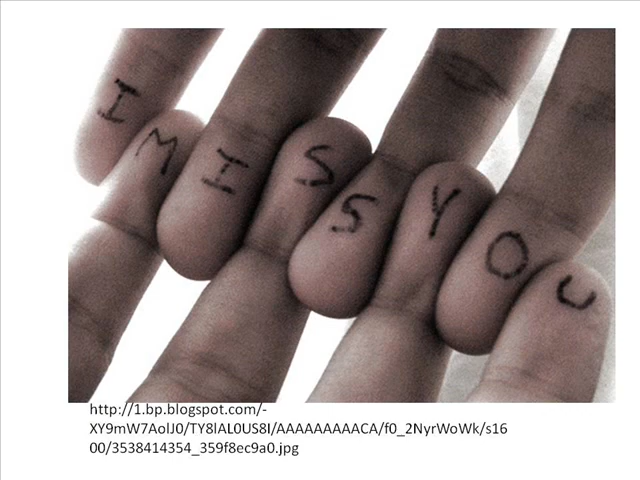 I MISS YOU
http://1.bp.blogspot.com/-
XY9mW7AolJ0/TY8lAL0US8I/AAAAAAAAACA/f0_2NyrWoWk/s16
00/3538414354_359f8ec9a0.jpg